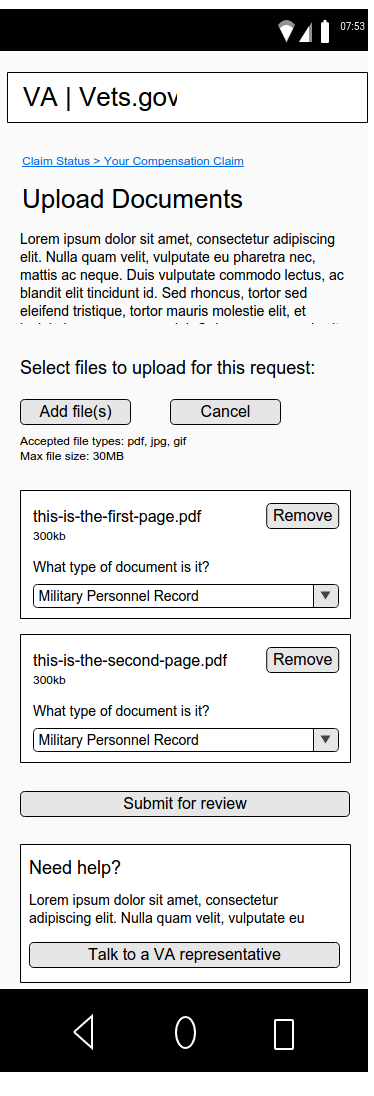 07:53
VA | Vets.gov
Claim Status > Your Compensation Claim
Upload Documents
Lorem ipsum dolor sit amet, consectetur adipiscing
elit. Nulla quam velit, vulputate eu pharetra nec,
mattis ac neque. Duis vulputate commodo lectus, ac
blandit elit tincidunt id. Sed rhoncus, tortor sed
eleifend tristique, tortor mauris molestie elit, et
Select files to upload for this request:
Add file(s) Cancel
Accepted file types: pdf, jpg, gif
Max file size: 30MB
this-is-the-first-page.pdf Remove
300kb
What type of document is it?
Military Personnel Record
this-is-the-second-page.pdf Remove
300kb
What type of document is it?
Military Personnel Record
Submit for review
Need help?
Lorem ipsum dolor sit amet, consectetur
adipiscing elit. Nulla quam velit, vulputate eu
Talk to a VA representative